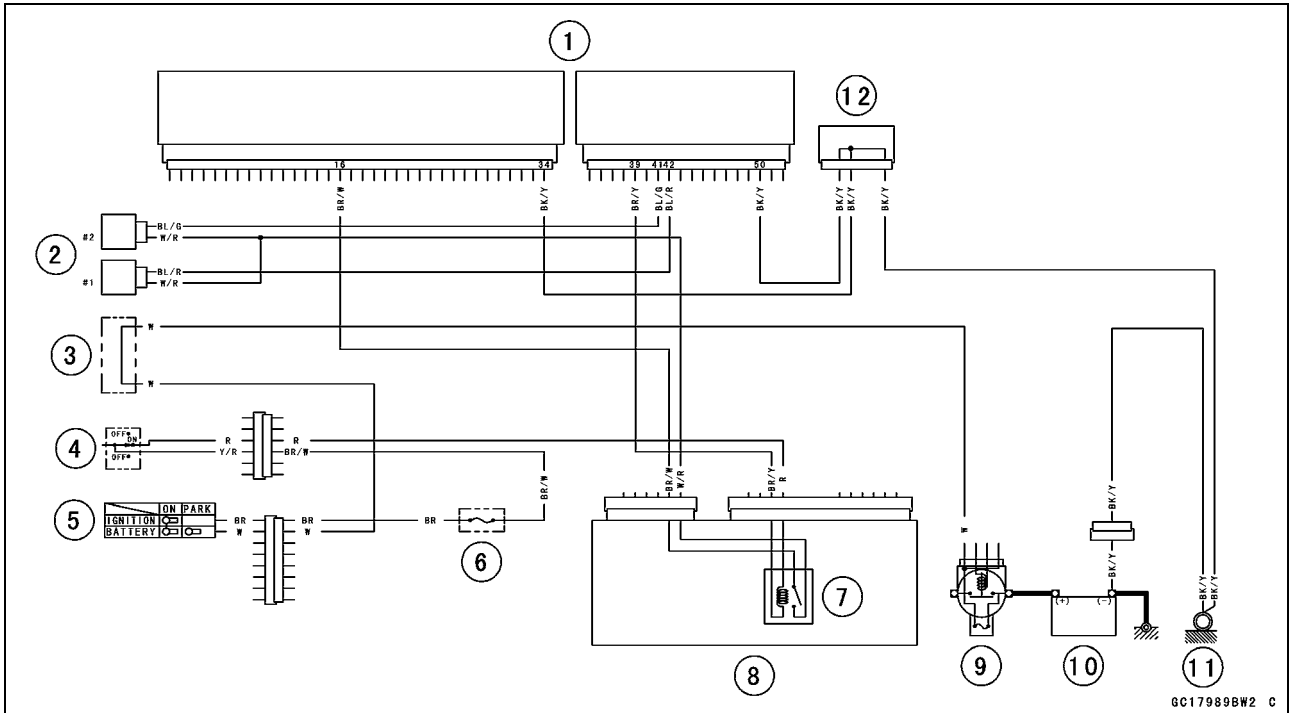 1
12
16
34
39
41 42
50
BR/W
BK/Y
BR/Y
BL/G
BL/R
BK/Y
BK/Y
BK/Y
BK/Y
2
#2
BL/G
W/R
#1
BL/R
W/R
3
W
W
4
OFF
ON
OFF
R
Y/R
R
BR/W
BR/W
5
ON PARK
IGNITION
BATTERY
BR
W
BR
W
BR
6
BR/W
W/R
BR/Y
R
7
8
W
9
(+)
(-)
10
BK/Y
BK/Y
BK/Y
BK/Y
11
GC17989BW2 C